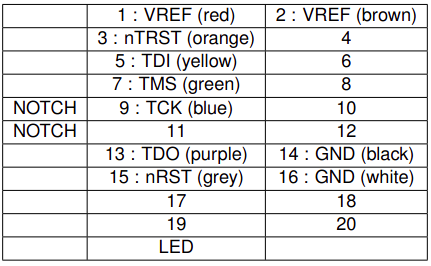 1 : VREF (red) 2 : VREF (brown)
3 : nTRST (orange) 4
5 : TDI (yellow) 6
7 : TMS (green) 8
NOTCH 9 : TCK (blue) 10
NOTCH 11 12
13 : TDO (purple) 14 : GND (black)
15 : nRST (grey) 16 : GND (white)
17 18
19 20
LED